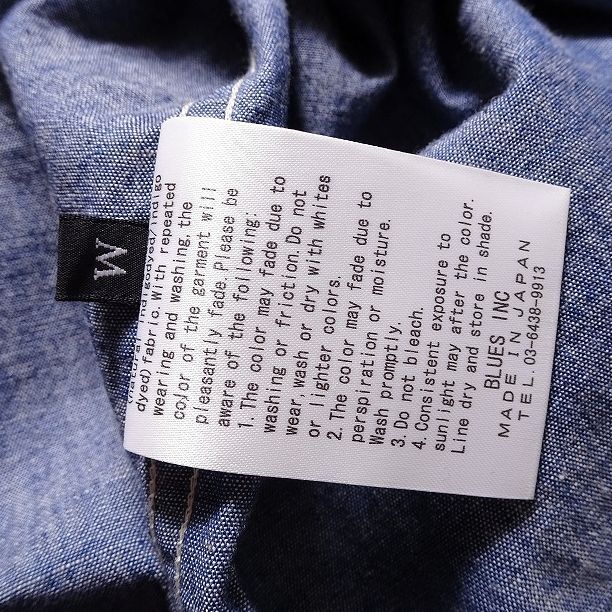 (natural indigodyed/indigo
dyed) fabric. With repeated
wearing and washing, the
color of the garment will
pleasantly fade. Please be
aware of the following:
1. The color may fade due to
washing or friction. Do not
wear, wash or dry with whites
or lighter colors.
2. The color may fade due to
perspiration or moisture.
Wash promptly.
3. Do not bleach.
4. Consistent exposure to
sunlight may after the color.
Line dry and store in shade.
BLUES INC
MADE IN JAPAN
TEL. 03-6438-9913
M